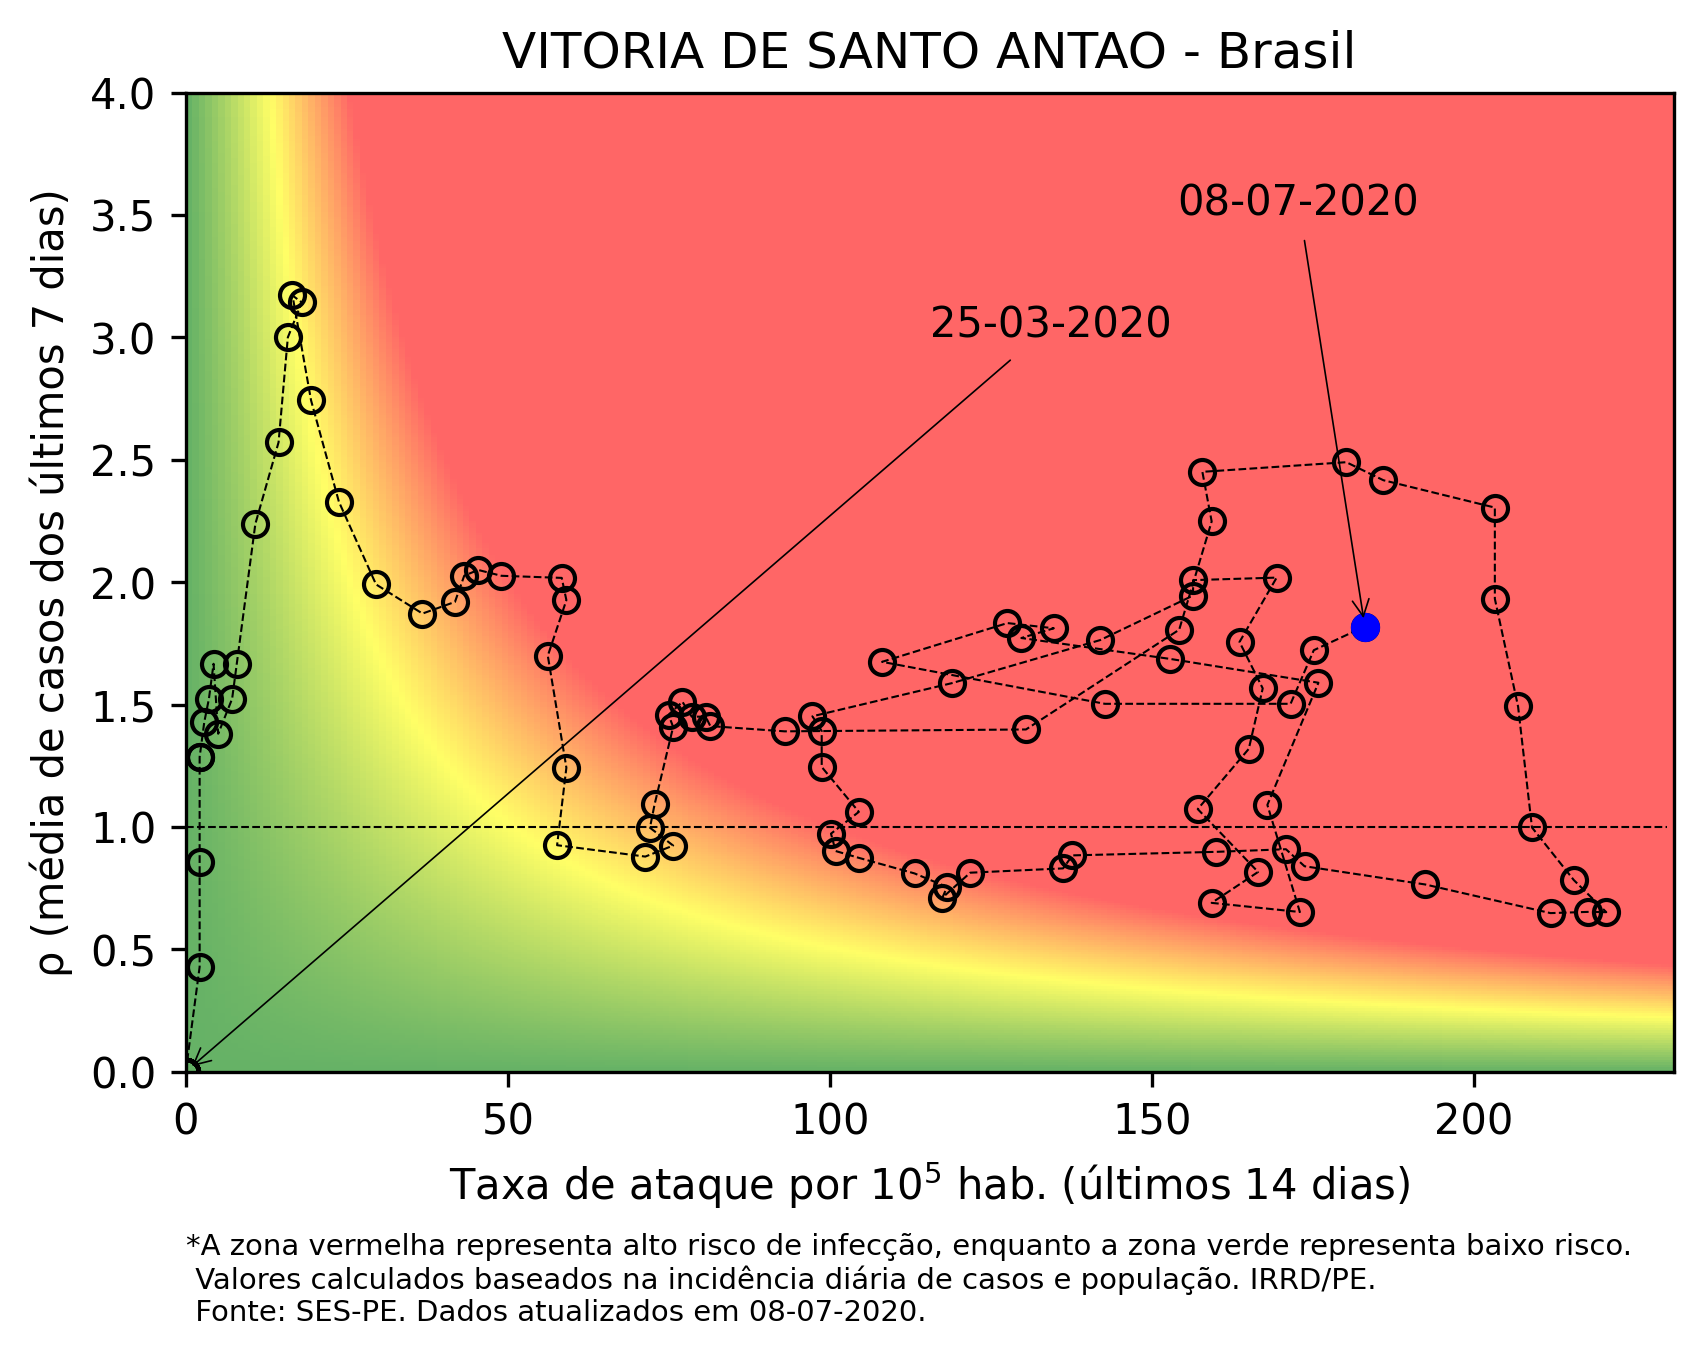 VITORIA DE SANTO ANTAO - Brasil
ρ (média de casos dos últimos 7 dias)
4.0
3.5
3.0
2.5
2.0
1.5
1.0
0.5
0.0
08-07-2020
25-03-2020
0 50 100 150 200
Taxa de ataque por 10⁵ hab. (últimos 14 dias)
*A zona vermelha representa alto risco de infecção, enquanto a zona verde representa baixo risco.
Valores calculados baseados na incidência diária de casos e população. IRRD/PE.
Fonte: SES-PE. Dados atualizados em 08-07-2020.